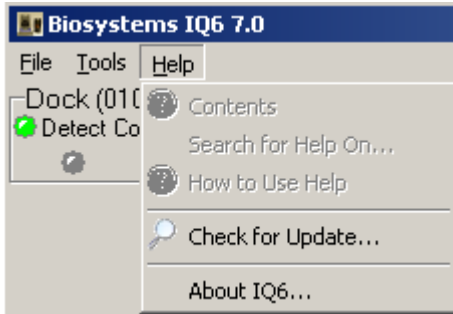 Biosystems IQ6 7.0
File Tools Help
Dock (010
Detect Co
Contents
Search for Help On...
How to Use Help
Check for Update...
About IQ6...